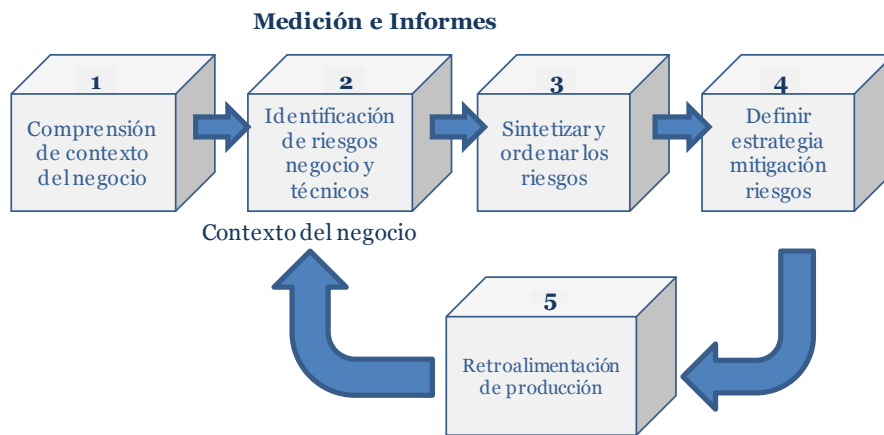 Medición e Informes
1
Comprensión
de contexto
del negocio
2
Identificación
de riesgos
negocio y
técnicos
3
Sintetizar y
ordenar los
riesgos
4
Definir
estrategia
mitigación
riesgos
Contexto del negocio
5
Retroalimentación
de producción